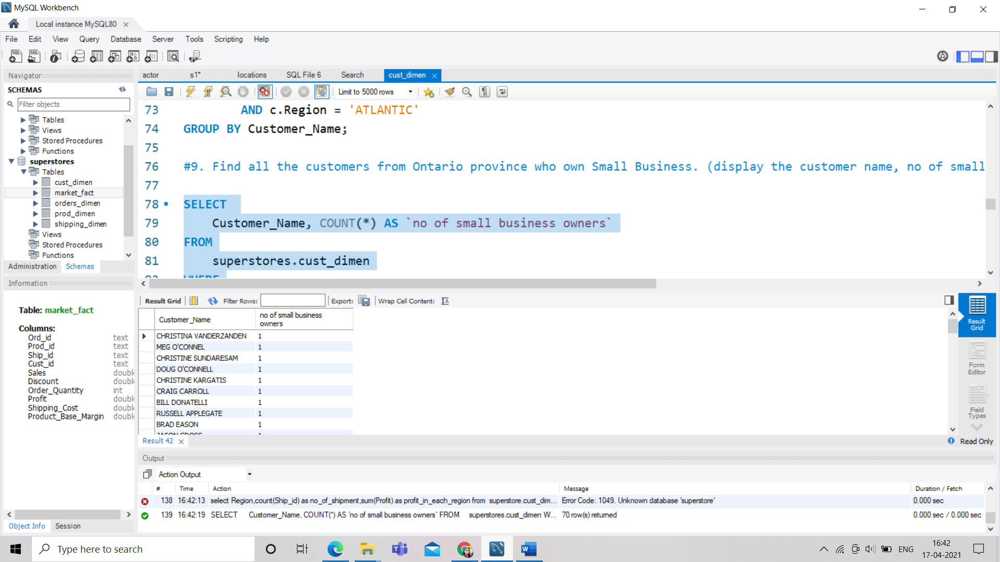 MySQL Workbench
Local instance MySQL80
File Edit View Query Database Server Tools Scripting Help
Navigator
SCHEMAS
Filter objects
Tables
Views
Stored Procedures
Functions
superstores
Tables
cust_dimen
market_fact
orders_dimen
prod_dimen
shipping_dimen
Views
Stored Procedures
Functions
Administration Schemas
Information
Table: market_fact
Columns:
Ord_id text
Prod_id text
Ship_id text
Cust_id text
Sales doubl
Discount doubl
Order_Quantity int
Profit doubl
Shipping_Cost doubl
Product_Base_Margin doubl
Object Info Session
actor s1* locations SQL File 6 Search cust_dimen
Limit to 5000 rows
73 AND c.Region = 'ATLANTIC'
74 GROUP BY Customer_Name;
75
76 #9. Find all the customers from Ontario province who own Small Business. (display the customer name, no of small
77
78 SELECT
79 Customer_Name, COUNT(*) AS `no of small business owners`
80 FROM
81 superstores.cust_dimen
82 WHERE
Result Grid Filter Rows: Export: Wrap Cell Content:
Customer_Name no of small business owners
CHRISTINA VANDERZANDEN 1
MEG O'CONNEL 1
CHRISTINE SUNDARESAM 1
DOUG O'CONNELL 1
CHRISTINE KARGATIS 1
CRAIG CARROLL 1
BILL DONATELLI 1
RUSSELL APPLEGATE 1
BRAD EASON 1
JASON GROSS 1
Result Grid
Form Editor
Field Types
Result 42
Read Only
Output
Action Output
# Time Action Message Duration / Fetch
138 16:42:13 select Region,count(Ship_id) as no_of_shipment,sum(Profit) as profit_in_each_region from superstore.cust_dim... Error Code: 1049. Unknown database 'superstore' 0.000 sec
139 16:42:19 SELECT Customer_Name, COUNT(*) AS `no of small business owners` FROM superstores.cust_dimen W... 70 row(s) returned 0.000 sec / 0.000 sec
Type here to search
ENG
16:42
17-04-2021